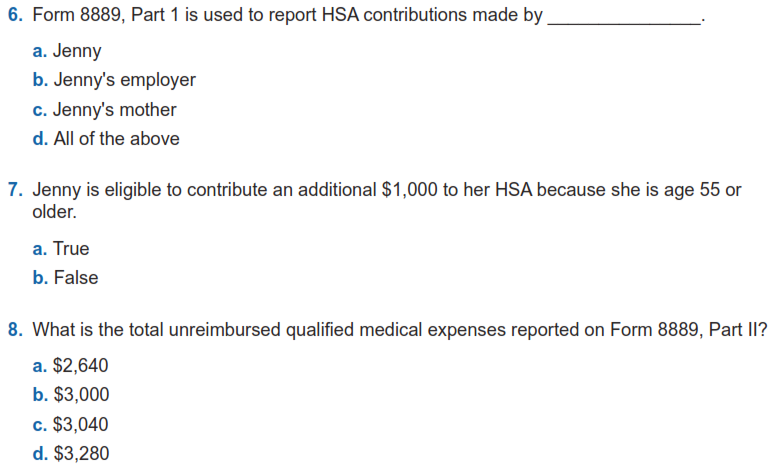 6. Form 8889, Part 1 is used to report HSA contributions made by _______________.
a. Jenny
b. Jenny's employer
c. Jenny's mother
d. All of the above
7. Jenny is eligible to contribute an additional $1,000 to her HSA because she is age 55 or
older.
a. True
b. False
8. What is the total unreimbursed qualified medical expenses reported on Form 8889, Part II?
a. $2,640
b. $3,000
c. $3,040
d. $3,280